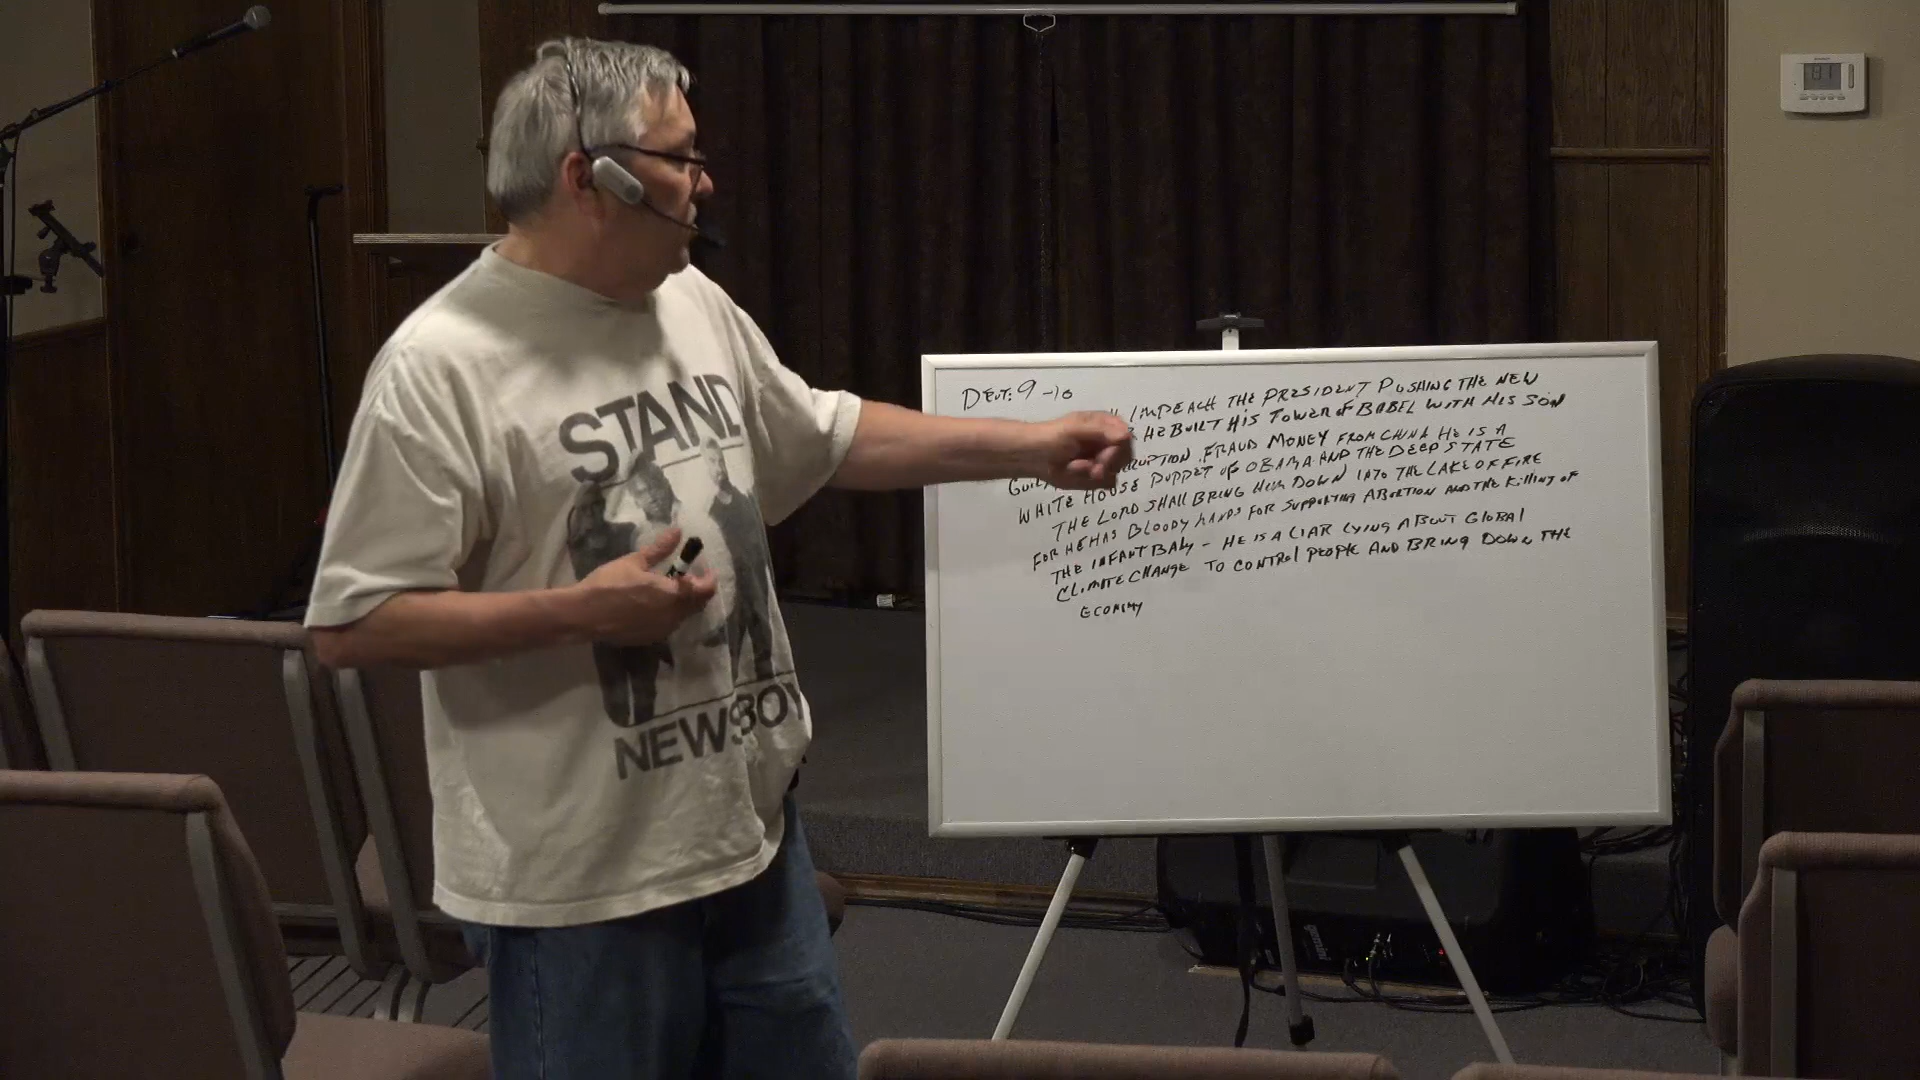 81
DEUT: 9-10
IMPEACH THE PRESIDENT PUSHING THE NEW
HE BUILT HIS TOWER OF BABEL WITH HIS SON
FRAUD MONEY FROM CHINA HE IS A
WHITE HOUSE PUPPET OF OBAMA AND THE DEEP STATE
THE LORD SHALL BRING HIM DOWN INTO THE LAKE OF FIRE
FOR HE HAS BLOODY HANDS FOR SUPPORTING ABORTION AND THE KILLING OF
THE INFANT BABY - HE IS A LIAR LYING ABOUT GLOBAL
CLIMITE CHANGE TO CONTROL PEOPLE AND BRING DOWN THE
ECONOMY
STAND
NEWSBOY
gemini